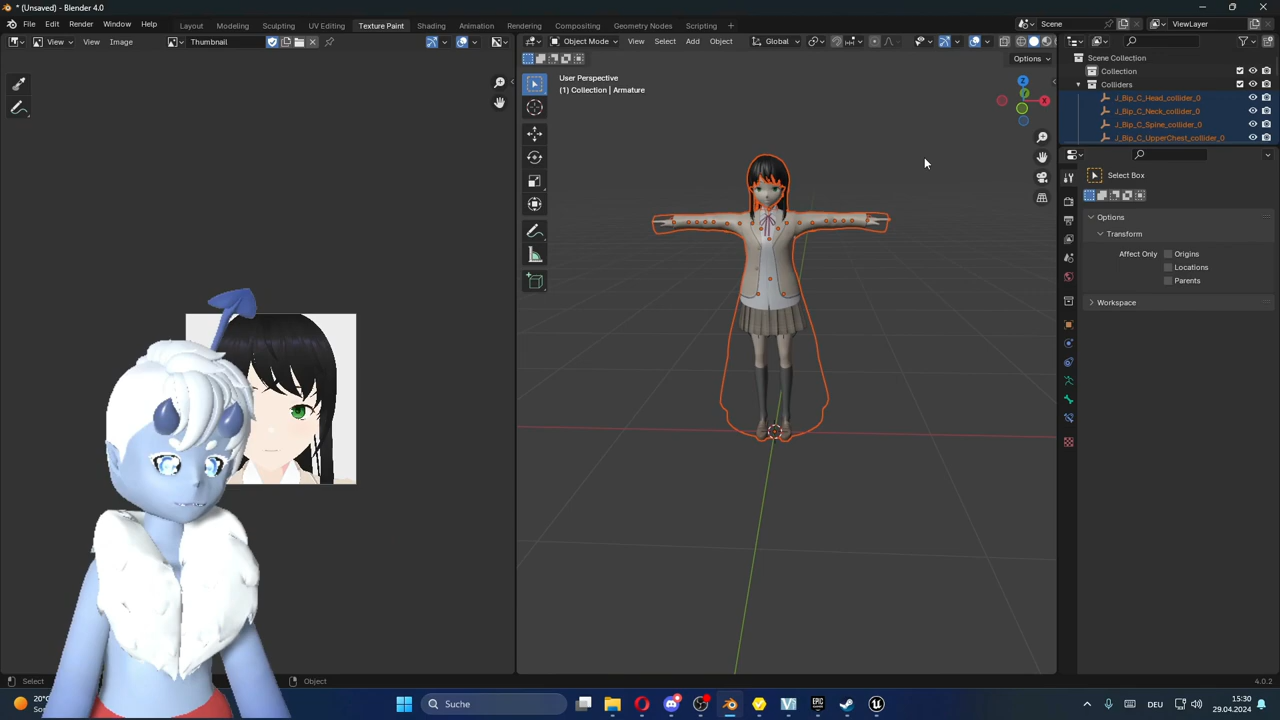 * (Unsaved) - Blender 4.0
File Edit Render Window Help Layout Modeling Sculpting UV Editing Texture Paint Shading Animation Rendering Compositing Geometry Nodes Scripting + Scene ViewLayer
View View Image Thumbnail Object Mode View Select Add Object Global
Options
User Perspective
(1) Collection | Armature
X
Y
Z
Scene Collection
Collection
Colliders
J_Bip_C_Head_collider_0
J_Bip_C_Neck_collider_0
J_Bip_C_Spine_collider_0
J_Bip_C_UpperChest_collider_0
Select Box
Options
Transform
Affect Only Origins
Locations
Parents
Workspace
Select Object 4.0.2
20°C
Suche
EPIC
DEU
15:30
29.04.2024